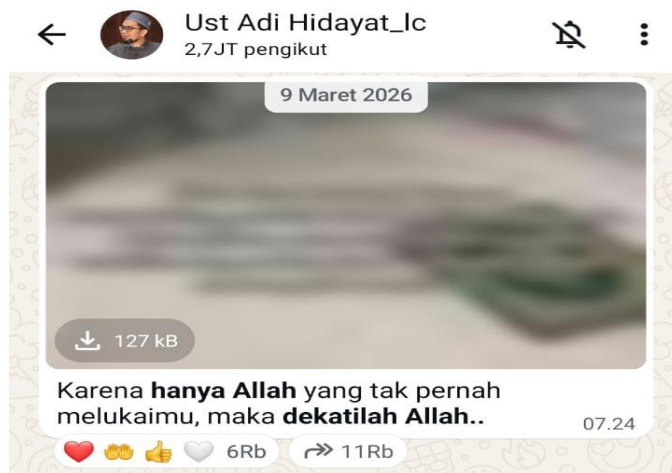 Ust Adi Hidayat_lc
2,7JT pengikut
9 Maret 2026
127 kB
Karena hanya Allah yang tak pernah
melukaimu, maka dekatilah Allah..
07.24
6Rb
11Rb